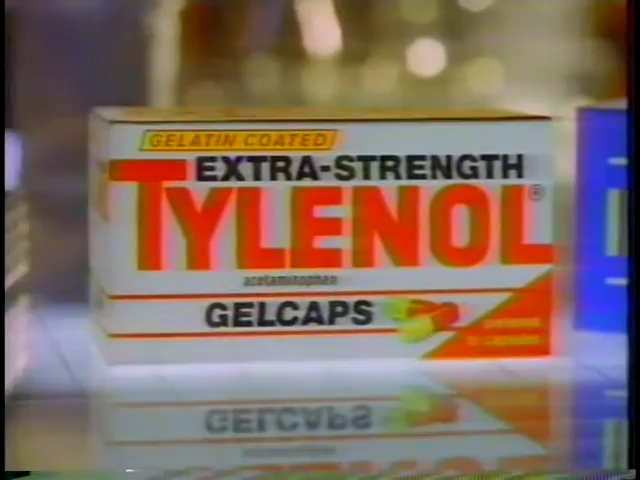 GELATIN COATED
EXTRA-STRENGTH
TYLENOL®
acetaminophen
GELCAPS